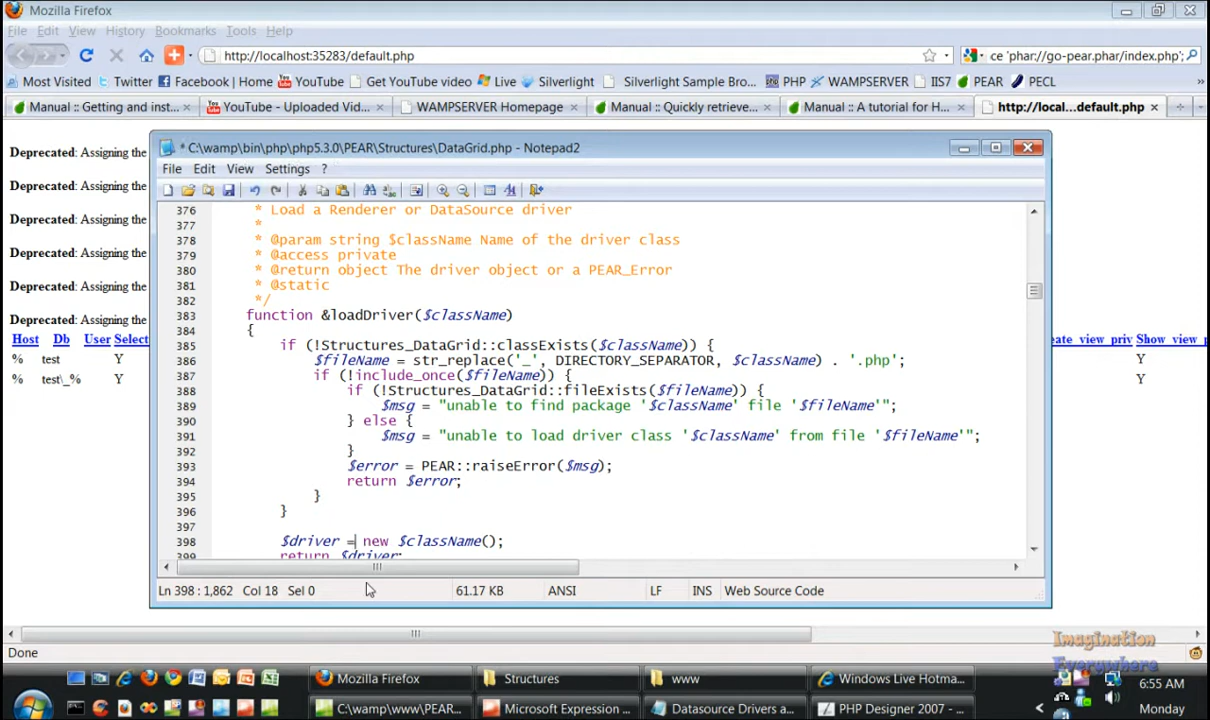 Mozilla Firefox
File Edit View History Bookmarks Tools Help
http://localhost:35283/default.php
ce 'phar://go-pear.phar/index.php';
Most Visited Twitter Facebook | Home YouTube Get YouTube video Live Silverlight Silverlight Sample Bro... PHP WAMPSERVER IIS7 PEAR PECL
Manual :: Getting and inst... YouTube - Uploaded Vid... WAMPSERVER Homepage Manual :: Quickly retrieve... Manual :: A tutorial for H... http://local...default.php
Deprecated: Assigning the
Deprecated: Assigning the
Deprecated: Assigning the
Deprecated: Assigning the
Deprecated: Assigning the
Deprecated: Assigning the
Host Db User Select
% test Y
% test\_% Y
eate_view_priv Show_view_p
Y
Y
* C:\wamp\bin\php\php5.3.0\PEAR\Structures\DataGrid.php - Notepad2
File Edit View Settings ?
376 * Load a Renderer or DataSource driver
377 *
378 * @param string $className Name of the driver class
379 * @access private
380 * @return object The driver object or a PEAR_Error
381 * @static
382 */
383 function &loadDriver($className)
384 {
385 if (!Structures_DataGrid::classExists($className)) {
386 $fileName = str_replace('_', DIRECTORY_SEPARATOR, $className) . '.php';
387 if (!include_once($fileName)) {
388 if (!Structures_DataGrid::fileExists($fileName)) {
389 $msg = "unable to find package '$className' file '$fileName'";
390 } else {
391 $msg = "unable to load driver class '$className' from file '$fileName'";
392 }
393 $error = PEAR::raiseError($msg);
394 return $error;
395 }
396 }
397
398 $driver = new $className();
399 return $driver;
Ln 398 : 1,862 Col 18 Sel 0 61.17 KB ANSI LF INS Web Source Code
Done
Imagination
Everywhere
Mozilla Firefox Structures www Windows Live Hotma...
C:\wamp\www\PEAR... Microsoft Expression ... Datasource Drivers a... PHP Designer 2007 - ...
6:55 AM
Monday